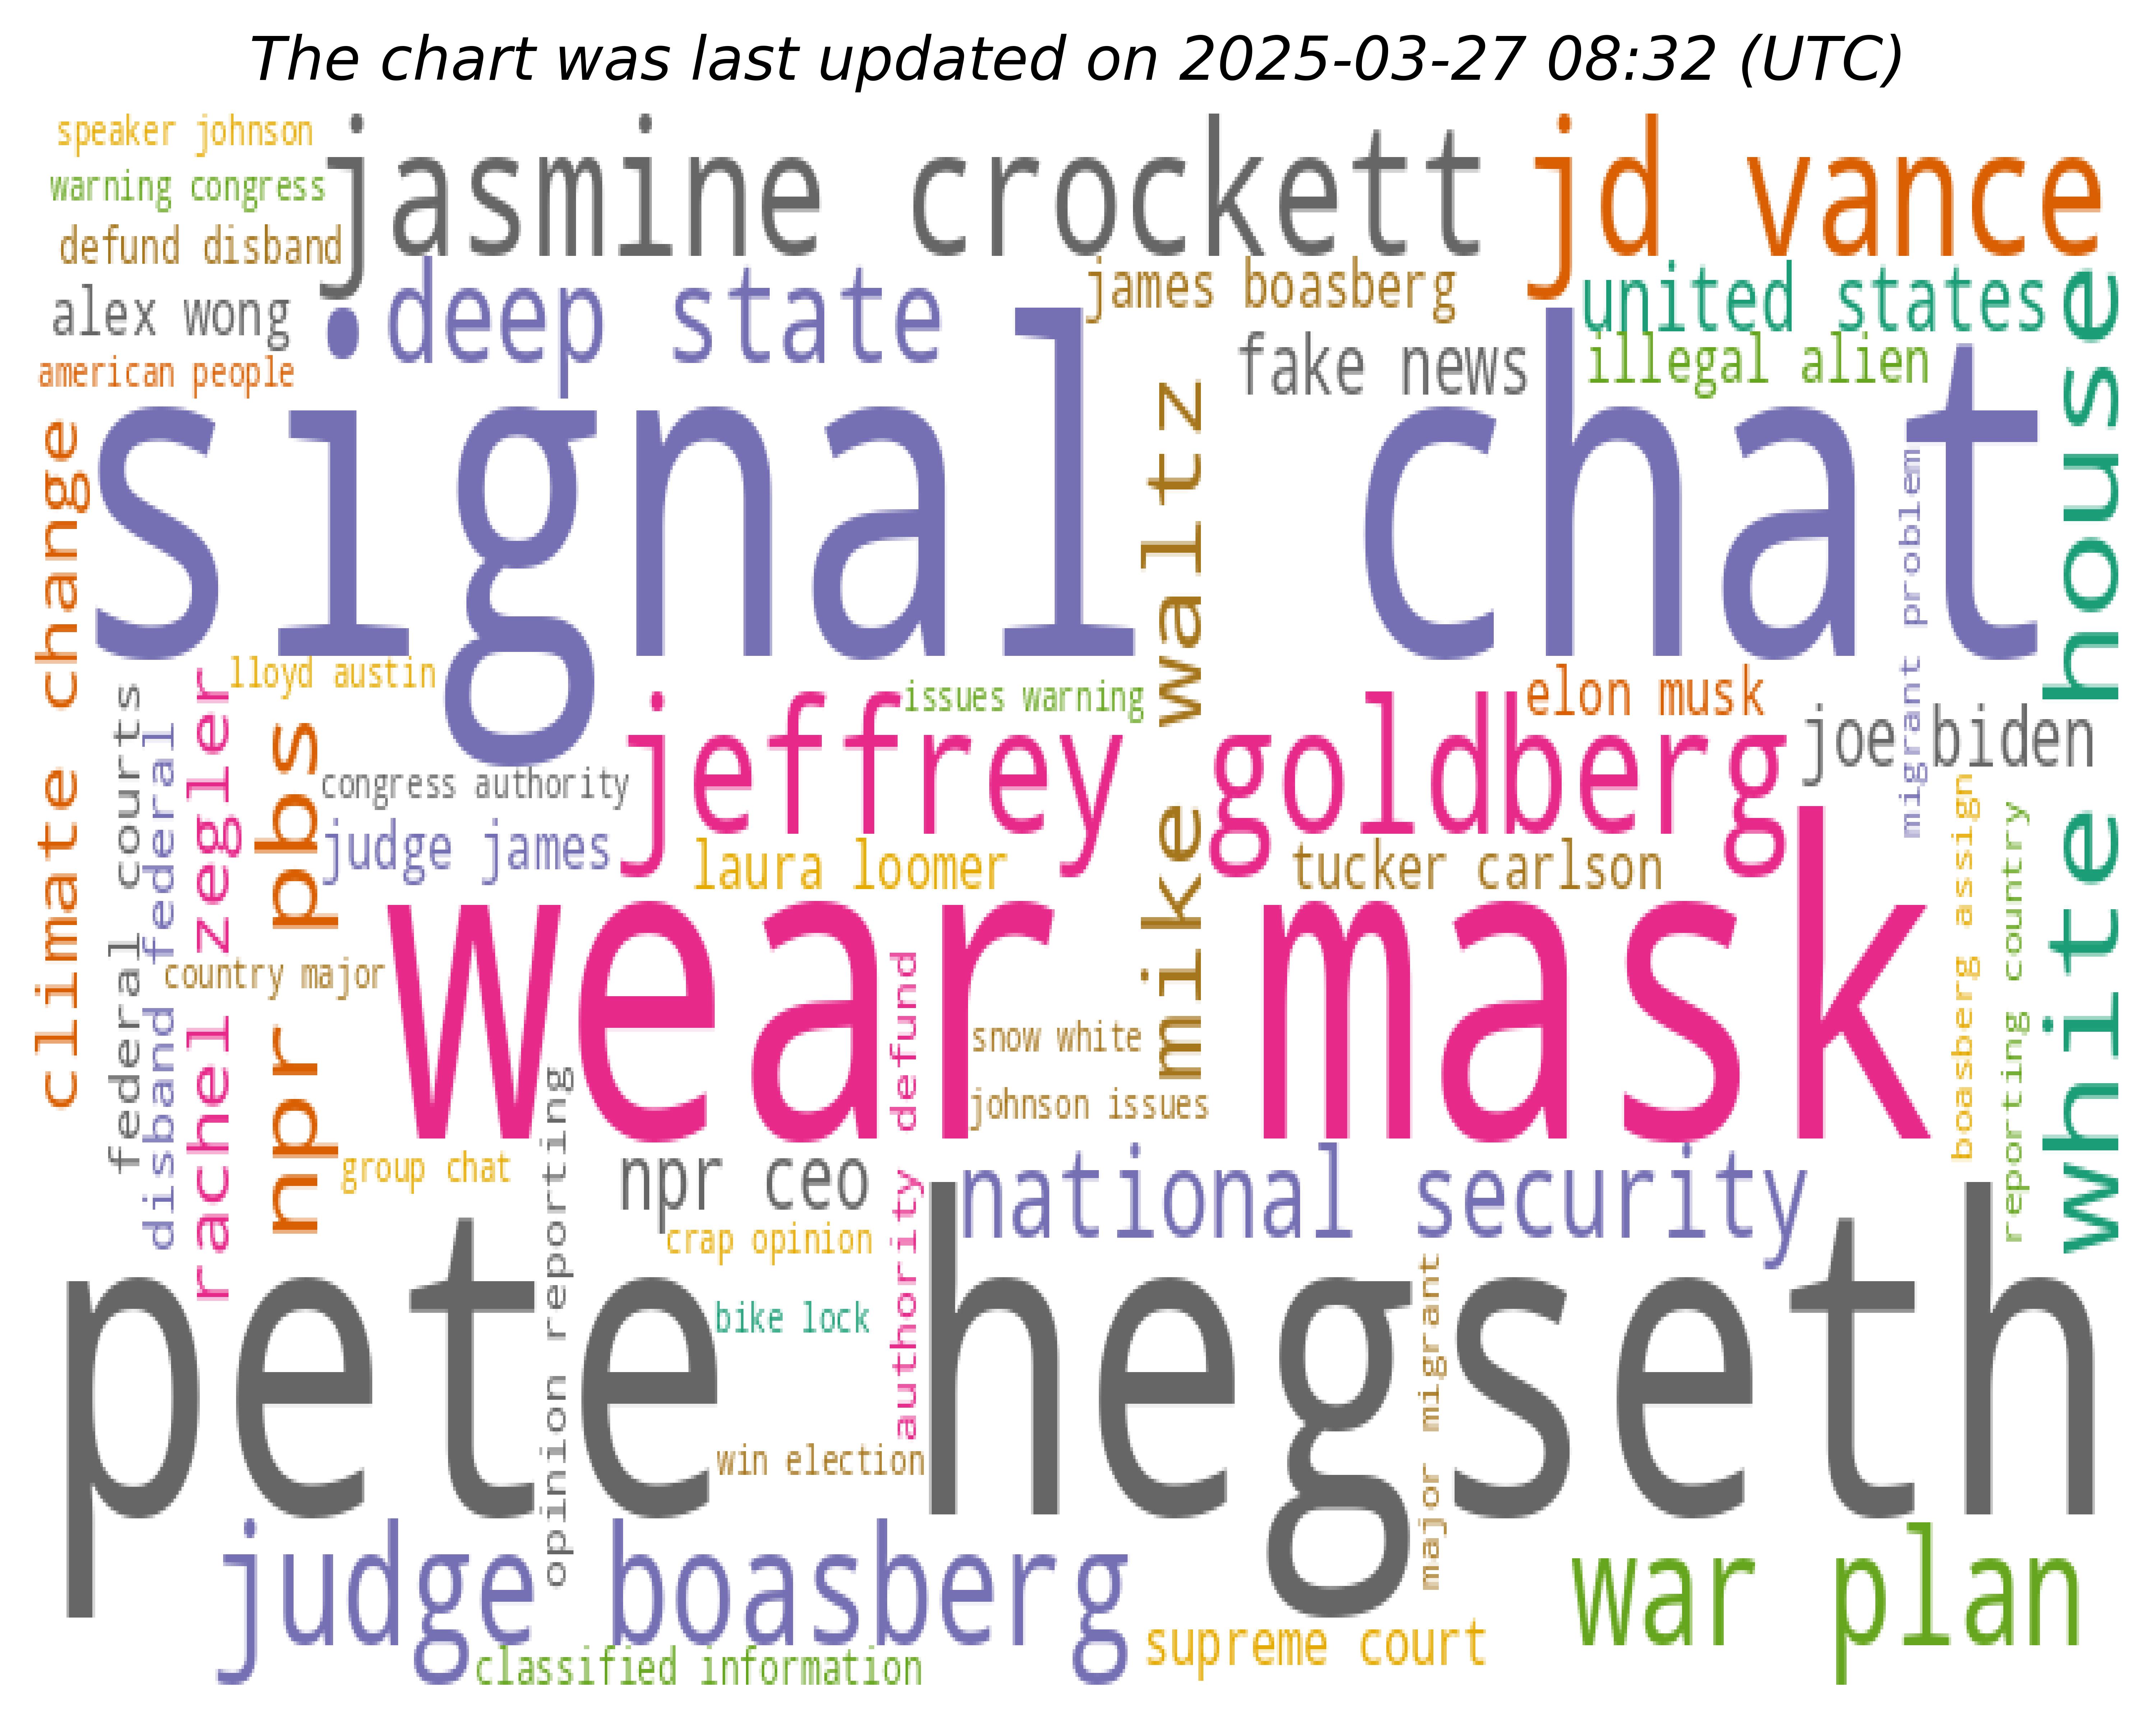 The chart was last updated on 2025-03-27 08:32 (UTC)
speaker johnson
jasmine crockett
jd vance
warning congress
defund disband
alex wong
deep state
james boasberg
united states
american people
fake news
illegal alien
signal chat
white house
climate change
mike waltz
migrant problem
lloyd austin
issues warning
elon musk
joe biden
federal courts
disband federal
rachel zegler
npr pbs
congress authority
jeffrey goldberg
judge james
laura loomer
tucker carlson
boasberg assign
reporting country
country major
wear mask
authority defund
snow white
johnson issues
group chat
opinion reporting
npr ceo
national security
crap opinion
pete hegseth
bike lock
major migrant
win election
judge boasberg
war plan
supreme court
classified information